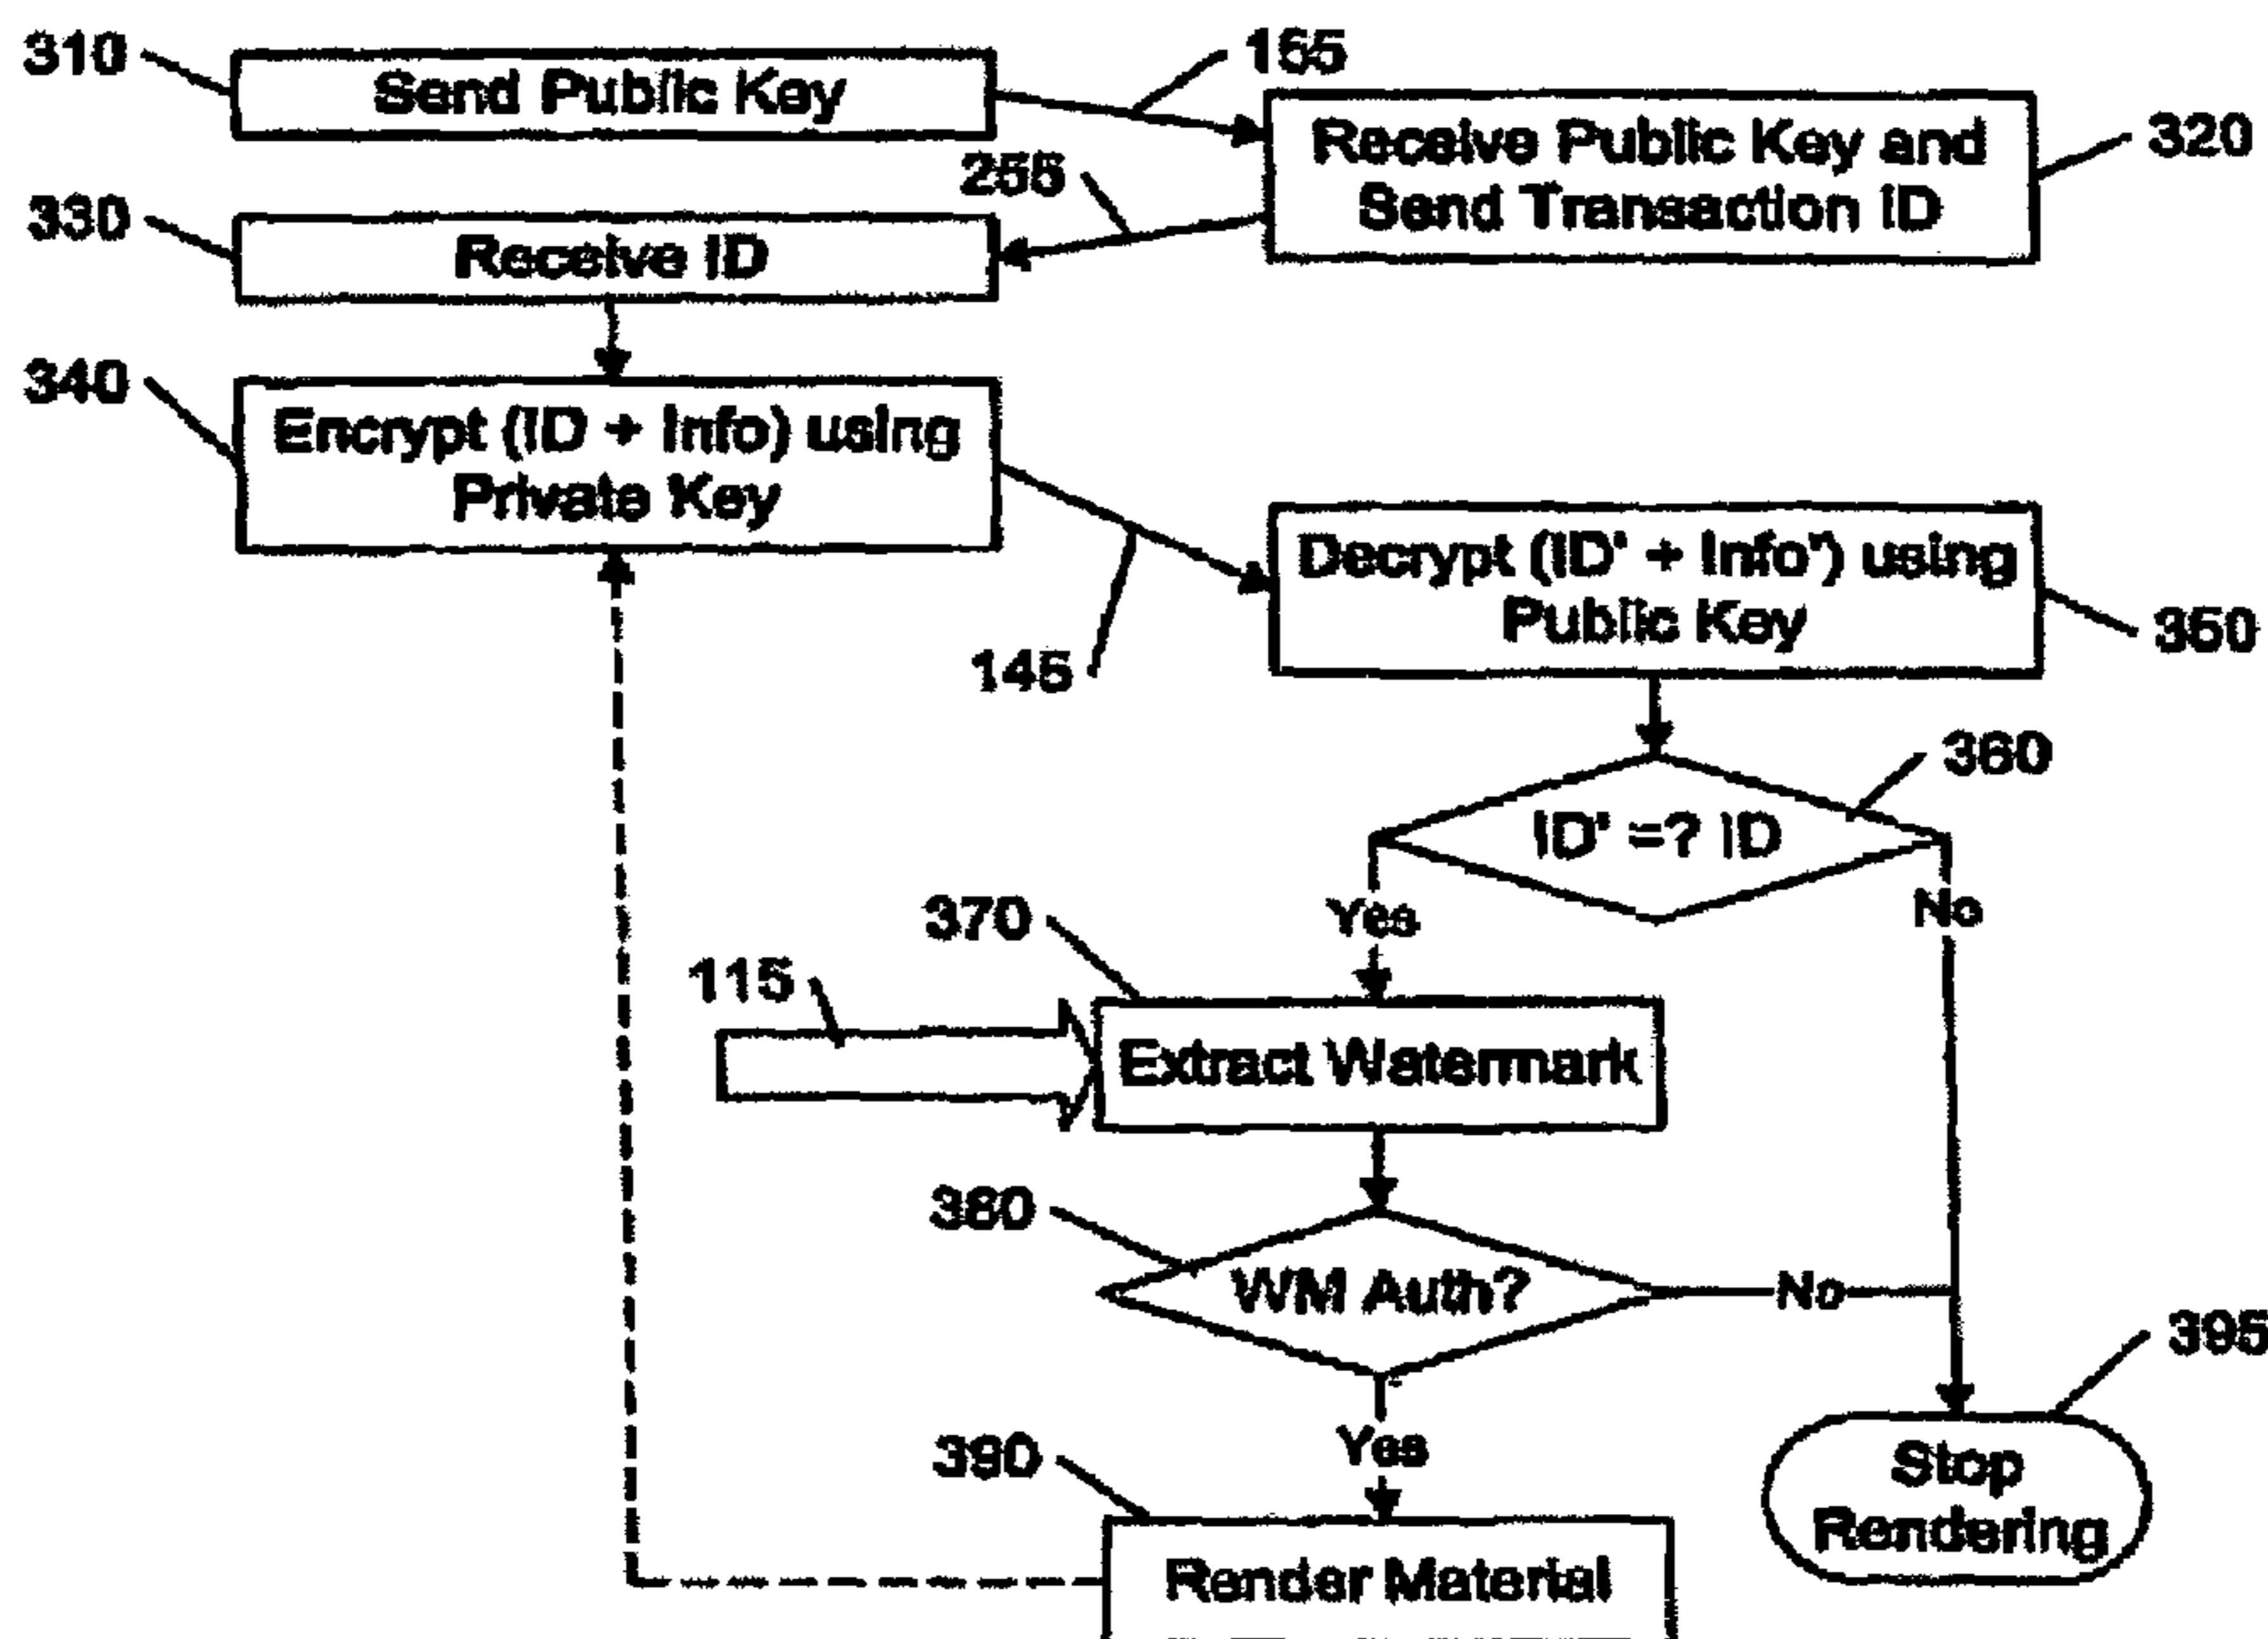 310
Send Public Key
165
Receive Public Key and
Send Transaction ID
320
255
330
Receive ID
340
Encrypt (ID + Info) using
Private Key
145
Decrypt (ID' + Info') using
Public Key
350
360
ID' =? ID
Yes
No
370
115
Extract Watermark
380
WM Auth?
No
395
Yes
390
Stop
Rendering
Render Material